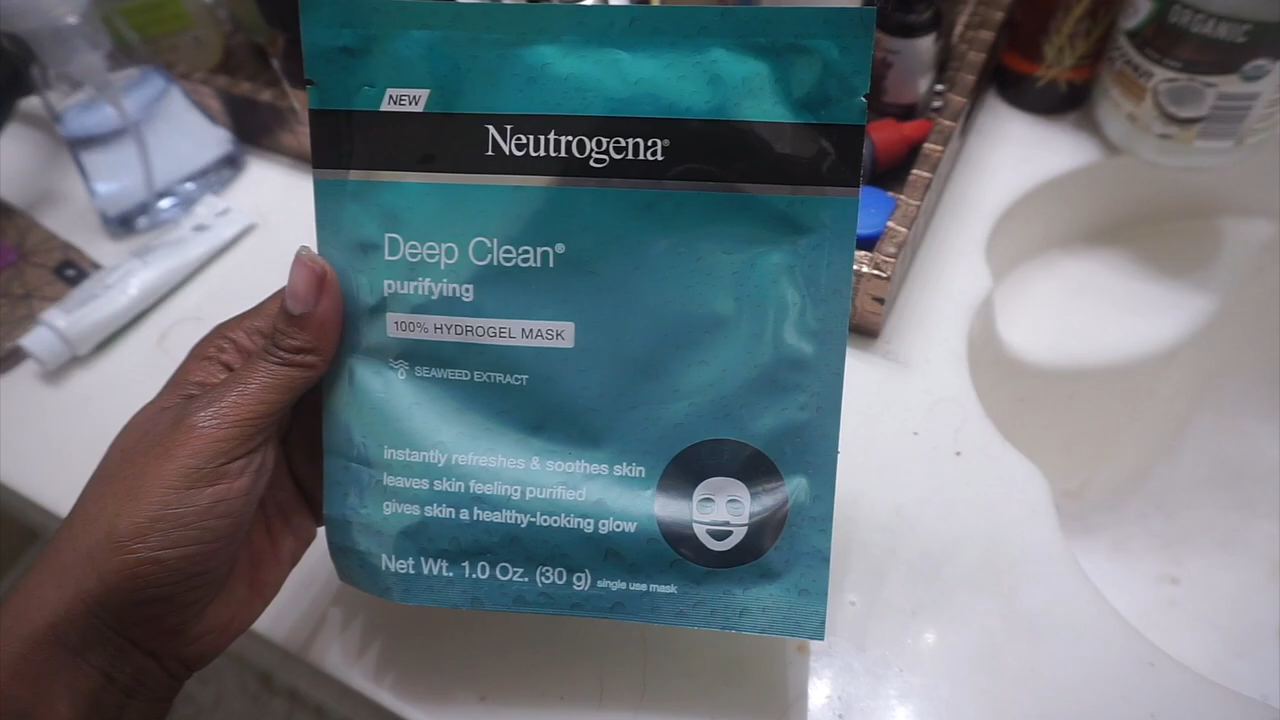 NEW
Neutrogena®
Deep Clean®
purifying
100% HYDROGEL MASK
SEAWEED EXTRACT
instantly refreshes & soothes skin
leaves skin feeling purified
gives skin a healthy-looking glow
Net Wt. 1.0 Oz. (30 g) single use mask
ORGANIC